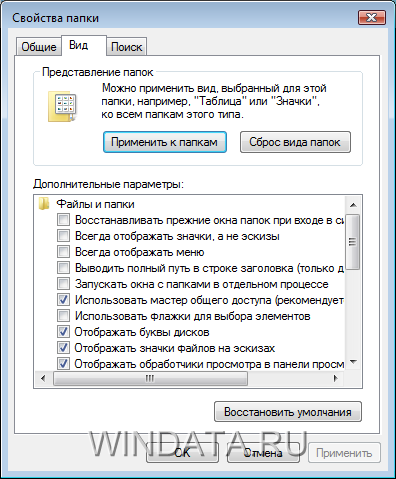 Свойства папки
Общие
Вид
Поиск
Представление папок
Можно применить вид, выбранный для этой
папки, например, "Таблица" или "Значки",
ко всем папкам этого типа.
Применить к папкам
Сброс вида папок
Дополнительные параметры:
Файлы и папки
Восстанавливать прежние окна папок при входе в си
Всегда отображать значки, а не эскизы
Всегда отображать меню
Выводить полный путь в строке заголовка (только д
Запускать окна с папками в отдельном процессе
Использовать мастер общего доступа (рекомендует
Использовать флажки для выбора элементов
Отображать буквы дисков
Отображать значки файлов на эскизах
Отображать обработчики просмотра в панели просм
Восстановить умолчания
WINDATA.RU
ОК
Отмена
Применить